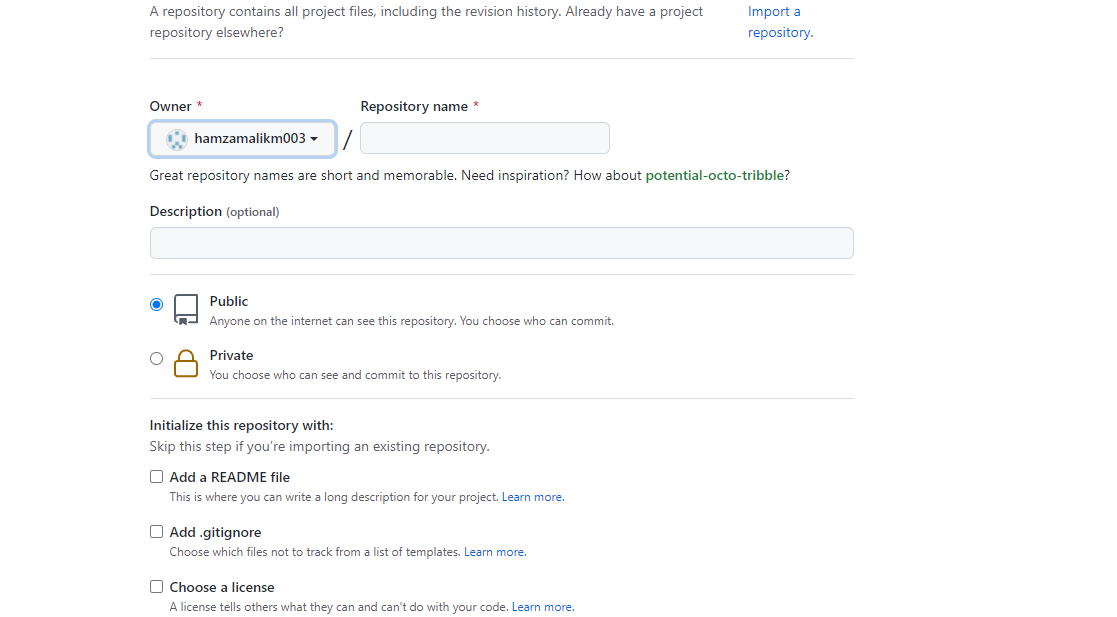 A repository contains all project files, including the revision history. Already have a project
repository elsewhere?
Import a
repository.
Owner *
Repository name *
hamzamalikm003
/
Great repository names are short and memorable. Need inspiration? How about potential-octo-tribble?
Description (optional)
Public
Anyone on the internet can see this repository. You choose who can commit.
Private
You choose who can see and commit to this repository.
Initialize this repository with:
Skip this step if you’re importing an existing repository.
Add a README file
This is where you can write a long description for your project. Learn more.
Add .gitignore
Choose which files not to track from a list of templates. Learn more.
Choose a license
A license tells others what they can and can't do with your code. Learn more.